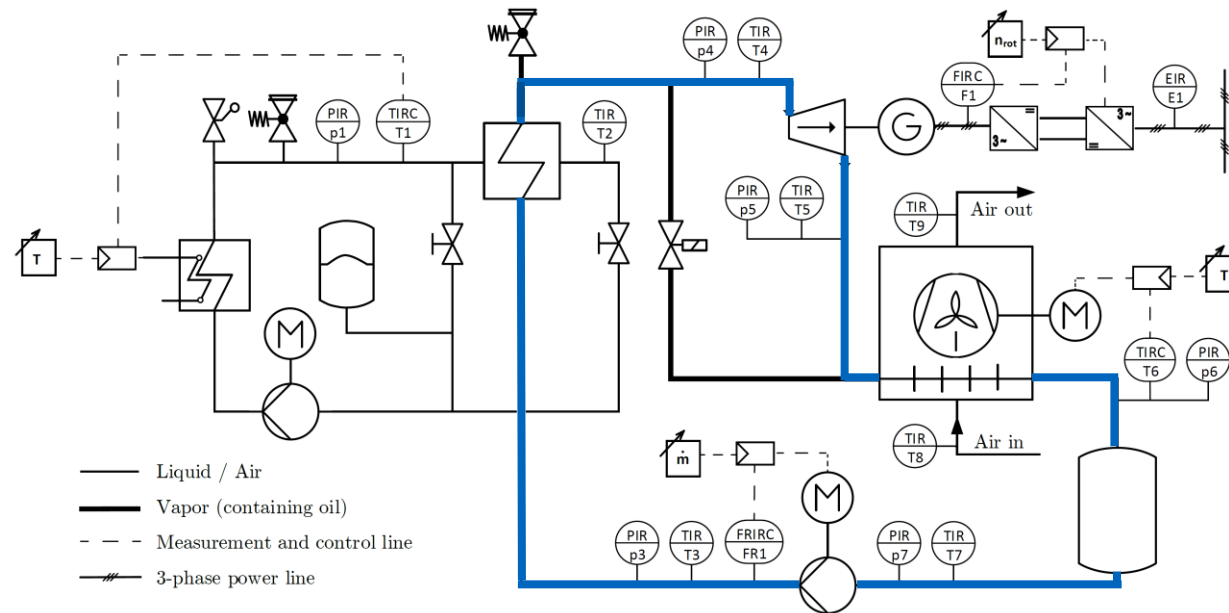 PIR
p4
TIR
T4
n_rot
FIRC
F1
EIR
E1
PIR
p1
TIRC
T1
TIR
T2
G
3~
=
3~
=
PIR
p5
TIR
T5
TIR
T9
Air out
T
M
T
M
TIRC
T6
PIR
p6
TIR
T8
Air in
ṁ
M
Liquid / Air
Vapor (containing oil)
Measurement and control line
3-phase power line
PIR
p3
TIR
T3
FRIRC
FR1
PIR
p7
TIR
T7